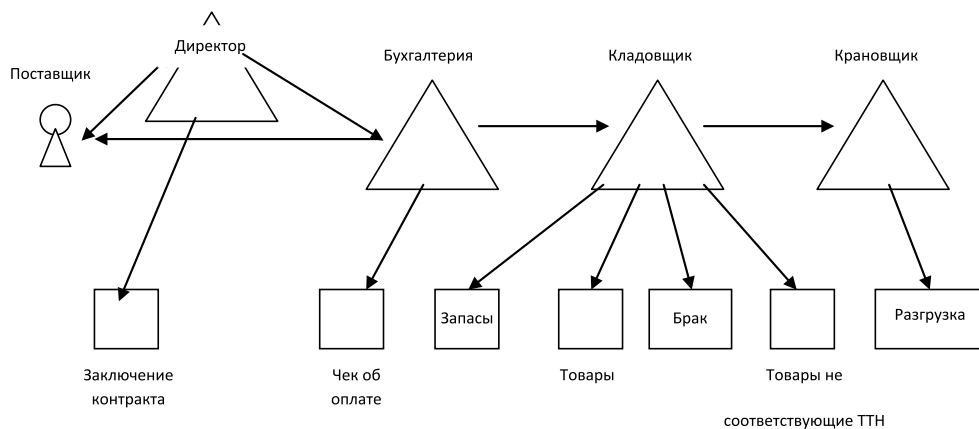 Директор
Поставщик
Бухгалтерия
Кладовщик
Крановщик
Запасы
Брак
Разгрузка
Заключение
контракта
Чек об
оплате
Товары
Товары не
соответствующие ТТН